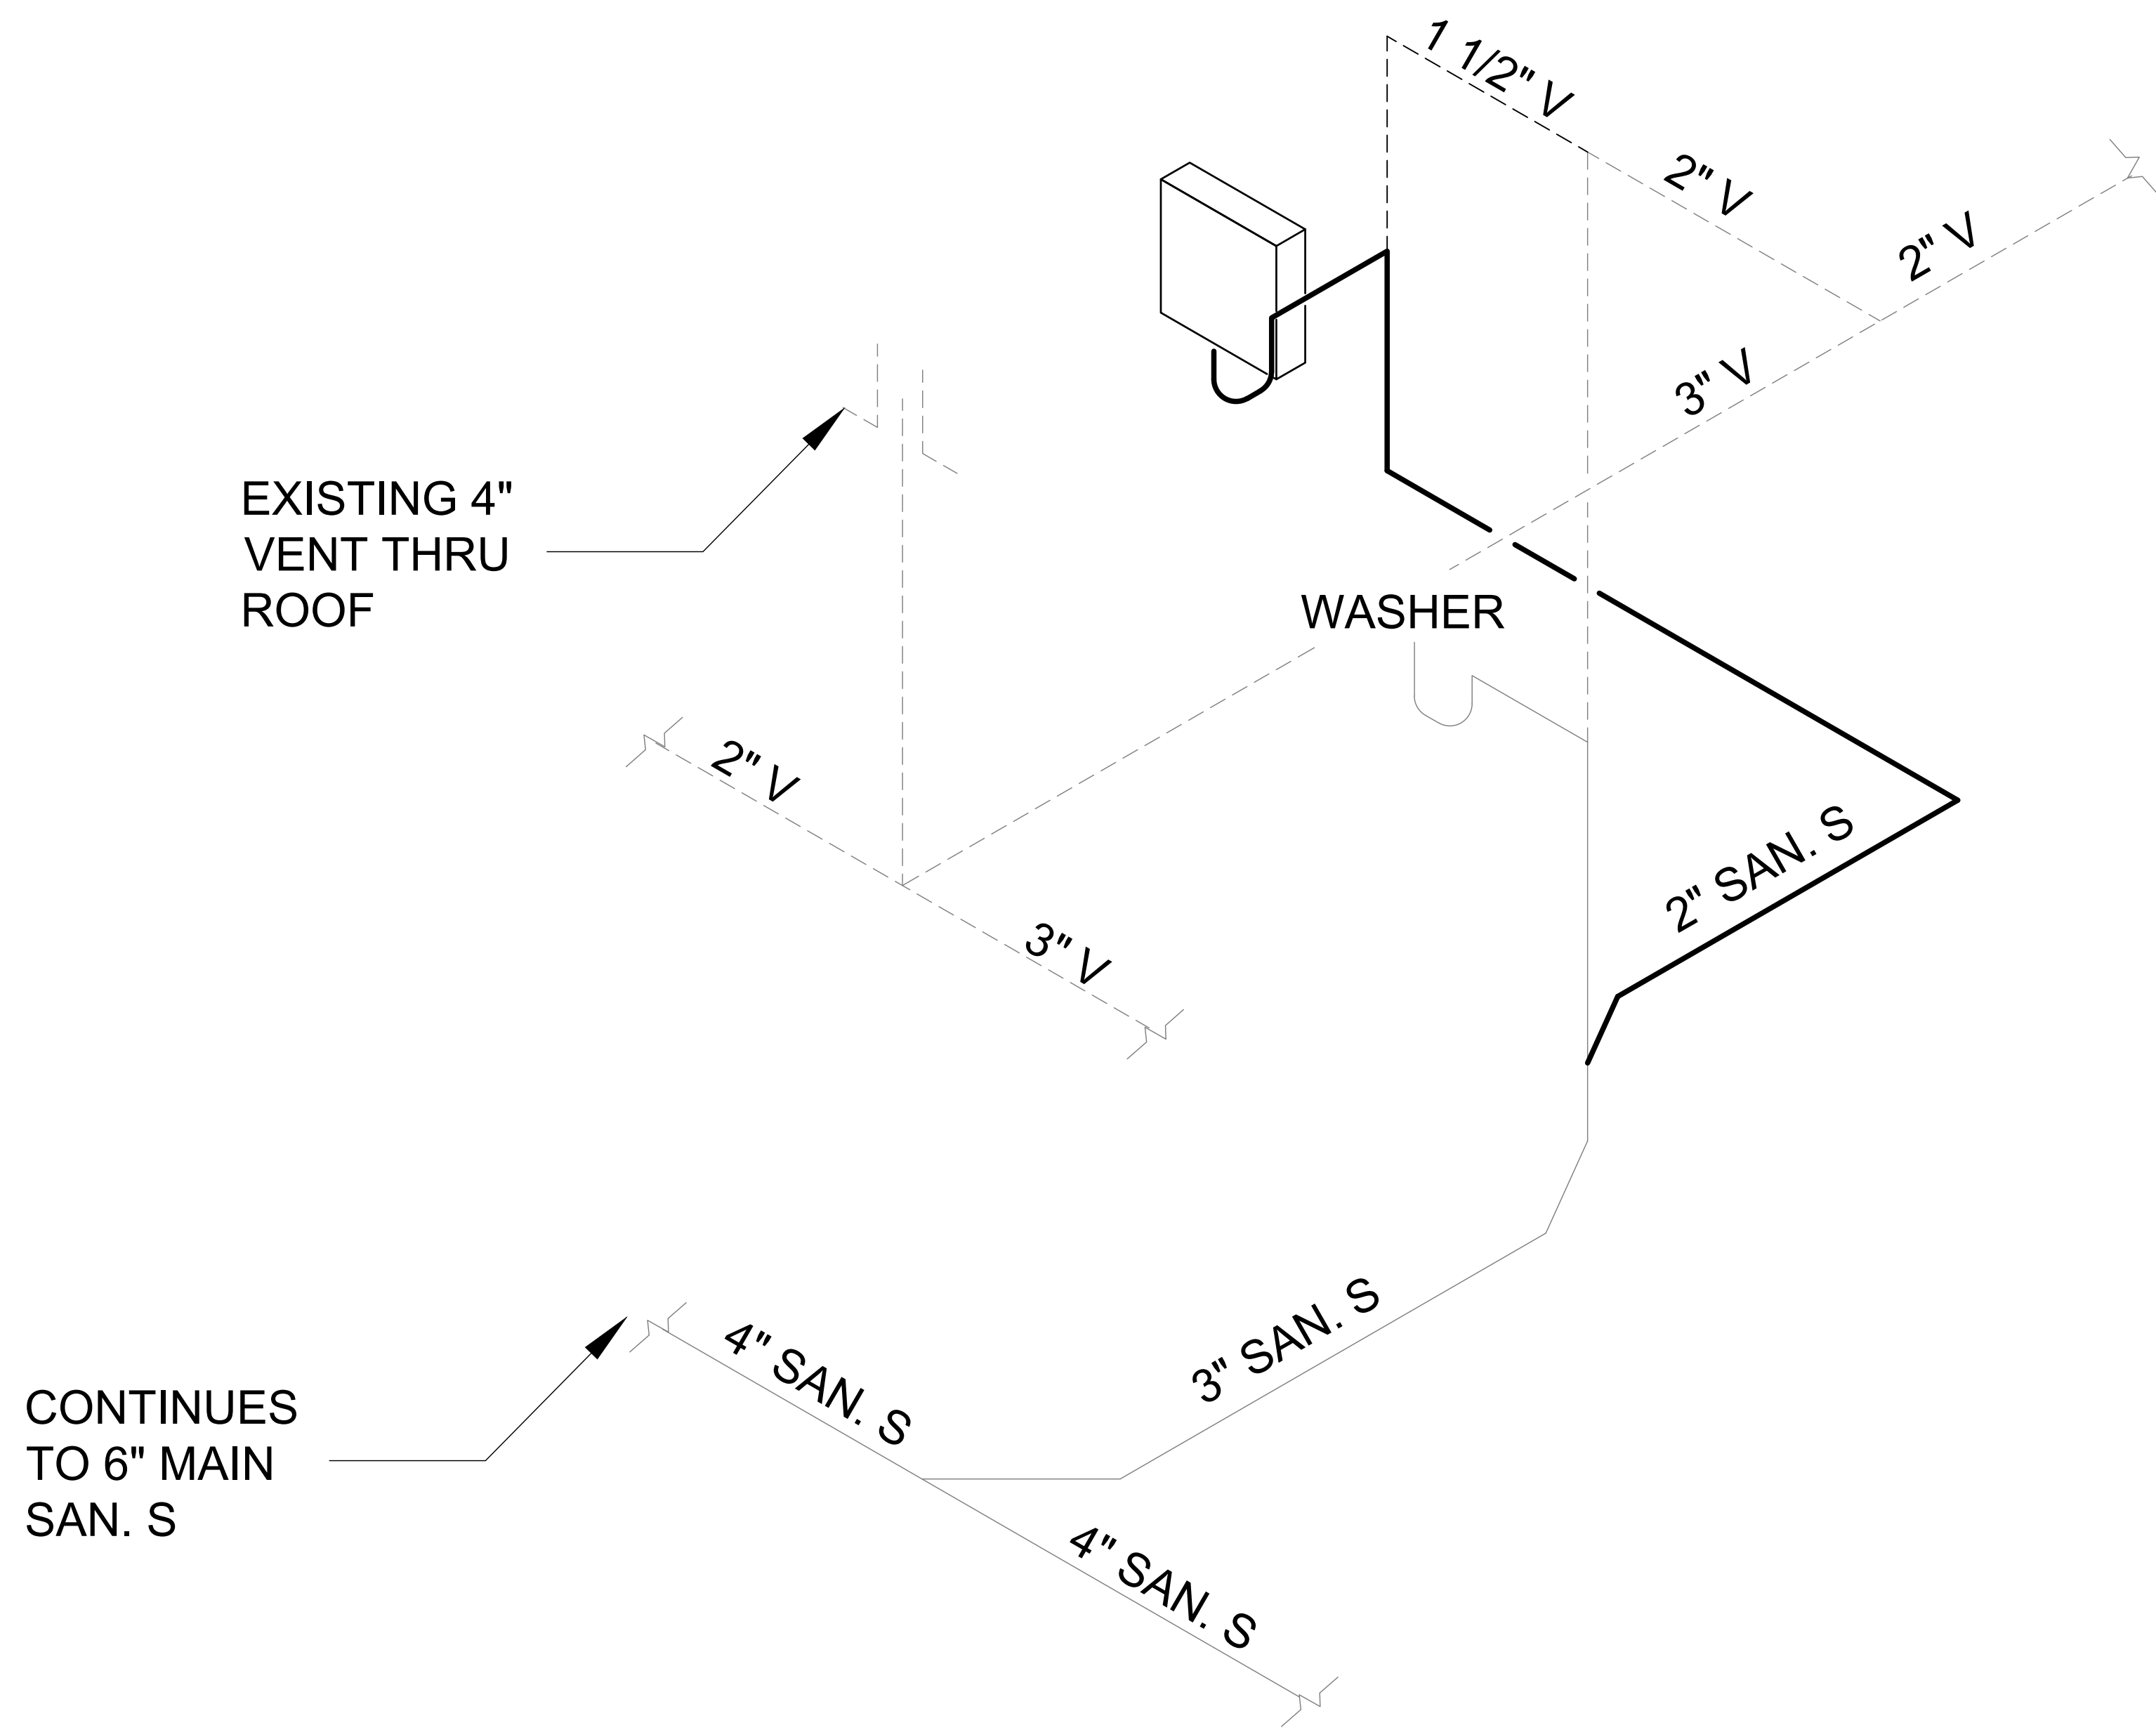 1 1/2" V
2" V
2" V
3" V
EXISTING 4"
VENT THRU
ROOF
WASHER
2" V
2" SAN. S
3" V
3" SAN. S
4" SAN. S
CONTINUES
TO 6" MAIN
SAN. S
4" SAN. S